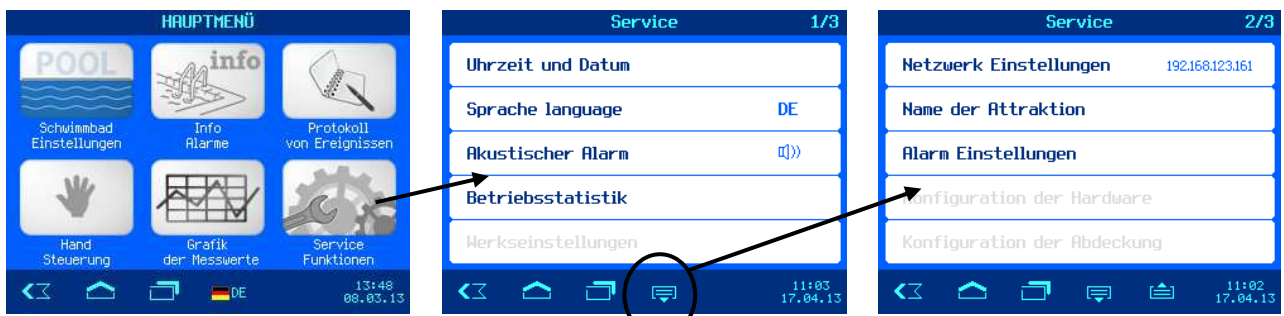 HAUPTMENÜ
POOL
info
Schwimmbad
Einstellungen
Info
Alarme
Protokoll
von Ereignissen
Hand
Steuerung
Grafik
der Messwerte
Service
Funktionen
DE
13:48
08.03.13
Service 1/3
Uhrzeit und Datum
Sprache language DE
Akustischer Alarm
Betriebsstatistik
Werkseinstellungen
11:03
17.04.13
Service 2/3
Netzwerk Einstellungen 192.168.123.161
Name der Attraktion
Alarm Einstellungen
Konfiguration der Hardware
Konfiguration der Abdeckung
11:02
17.04.13